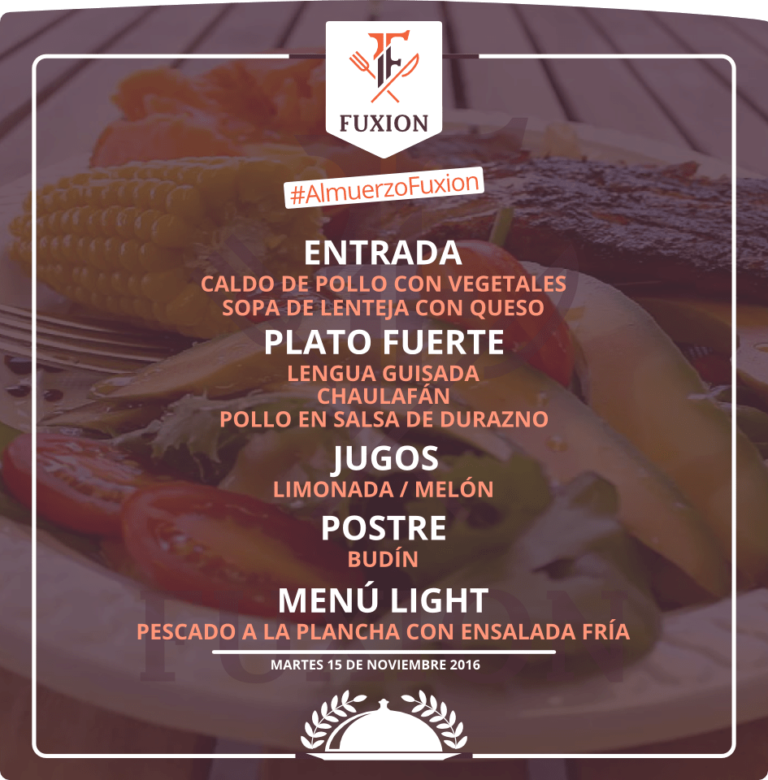 FUXION
#AlmuerzoFuxion
ENTRADA
CALDO DE POLLO CON VEGETALES
SOPA DE LENTEJA CON QUESO
PLATO FUERTE
LENGUA GUISADA
CHAULAFÁN
POLLO EN SALSA DE DURAZNO
JUGOS
LIMONADA / MELÓN
POSTRE
BUDÍN
MENÚ LIGHT
PESCADO A LA PLANCHA CON ENSALADA FRÍA
MARTES 15 DE NOVIEMBRE 2016
FUXION